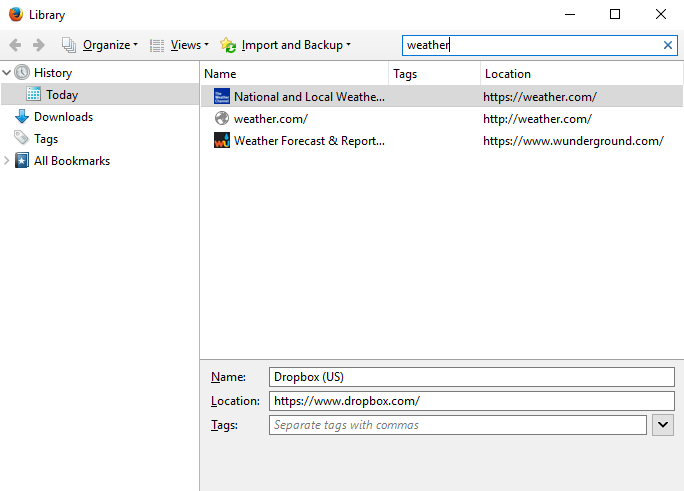 Library
Organize Views Import and Backup weather
History
Today
Downloads
Tags
All Bookmarks
Name Tags Location
National and Local Weathe... https://weather.com/
weather.com/ http://weather.com/
Weather Forecast & Report... https://www.wunderground.com/
Name: Dropbox (US)
Location: https://www.dropbox.com/
Tags: Separate tags with commas